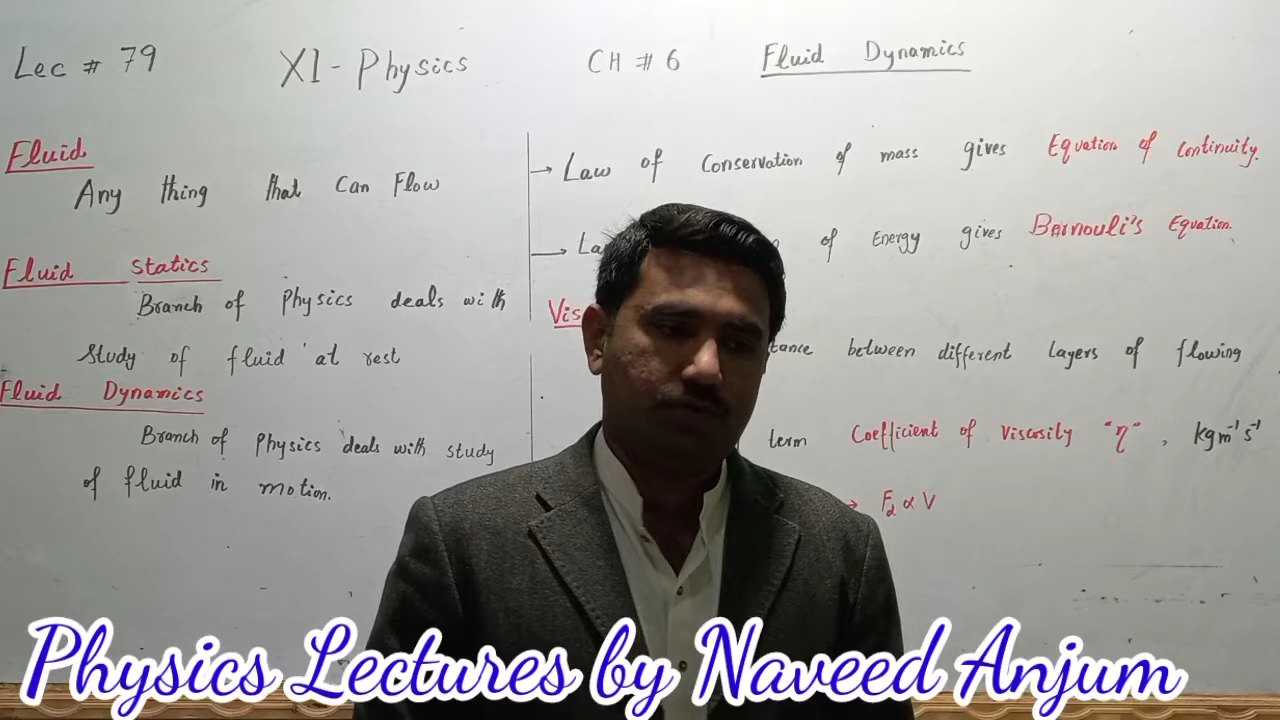 Lec # 79 XI - Physics CH # 6 Fluid Dynamics
Fluid
Any thing that Can Flow
Fluid Statics
Branch of Physics deals with
Study of fluid at rest
Fluid Dynamics
Branch of Physics deals with study
of fluid in motion.
→ Law of Conservation of mass gives Equation of Continuity.
→ of Energy gives Bernouli's Equation.
between different layers of flowing
term Coefficient of Viscosity "η", kgm⁻¹s⁻¹
→ F_d ∝ V
Physics Lectures by Naveed Anjum